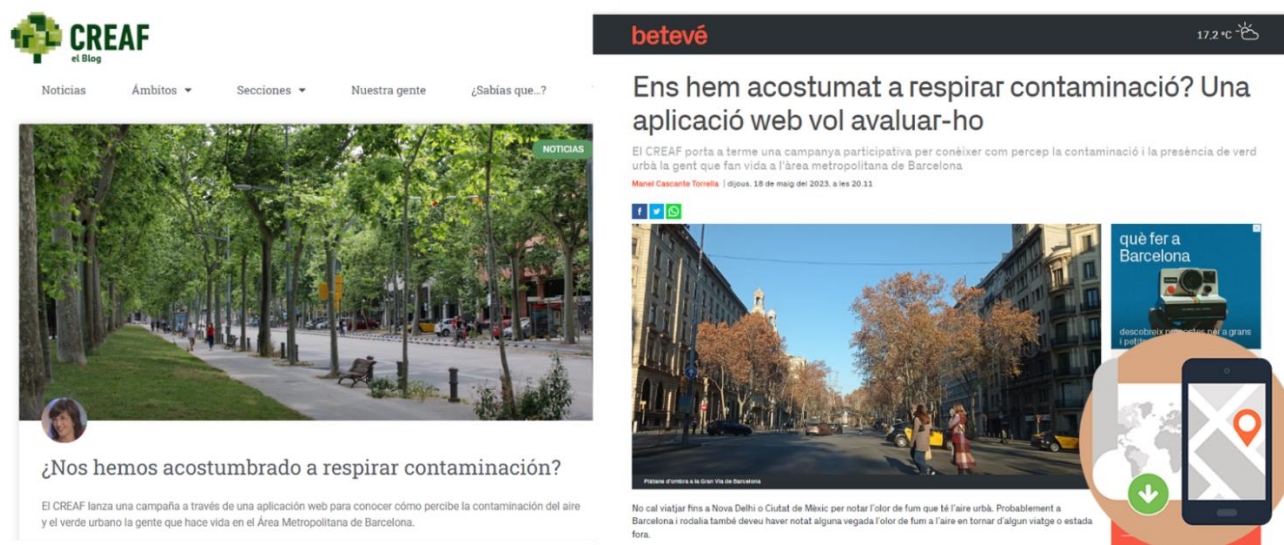 CREAF
el Blog
Noticias Ámbitos Secciones Nuestra gente ¿Sabías que...?
NOTICIAS
¿Nos hemos acostumbrado a respirar contaminación?
El CREAF lanza una campaña a través de una aplicación web para conocer cómo percibe la contaminación del aire
y el verde urbano la gente que hace vida en el Área Metropolitana de Barcelona.
betevé
17,2 ºC
Ens hem acostumat a respirar contaminació? Una
aplicació web vol avaluar-ho
El CREAF porta a terme una campanya participativa per conèixer com percep la contaminació i la presència de verd
urbà la gent que fan vida a l'àrea metropolitana de Barcelona
Manel Cascante Torrella | dijous, 18 de maig del 2023, a les 20.11
què fer a
Barcelona
descobreix propostes per a grans
i petits
Plàtans d'ombra a la Gran Via de Barcelona
No cal viatjar fins a Nova Delhi o Ciutat de Mèxic per notar l'olor de fum que té l'aire urbà. Probablement a
Barcelona i rodalia també deveu haver notat alguna vegada l'olor de fum a l'aire en tornar d'algun viatge o estada
fora.